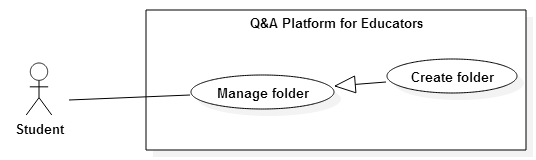 Q&A Platform for Educators
Create folder
Manage folder
Student